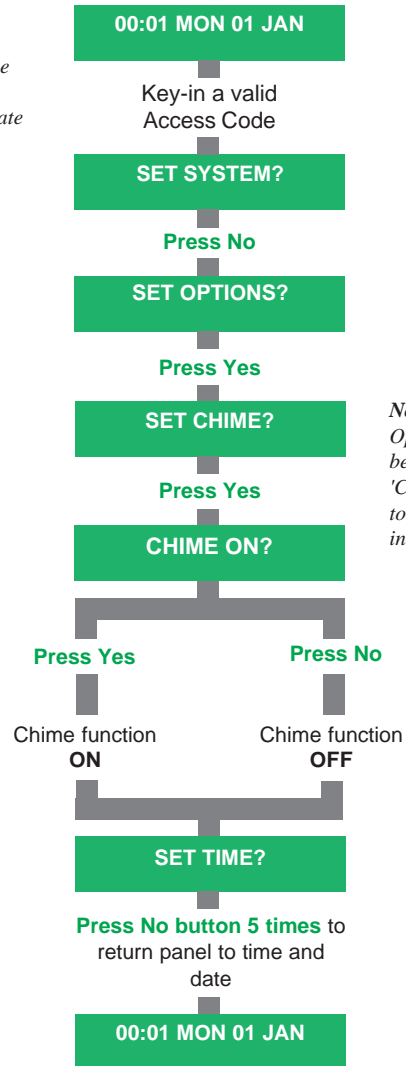 00:01 MON 01 JAN
Key-in a valid
Access Code
SET SYSTEM?
Press No
SET OPTIONS?
Press Yes
SET CHIME?
Press Yes
CHIME ON?
Press Yes
Press No
Chime function
ON
Chime function
OFF
SET TIME?
Press No button 5 times to
return panel to time and
date
00:01 MON 01 JAN